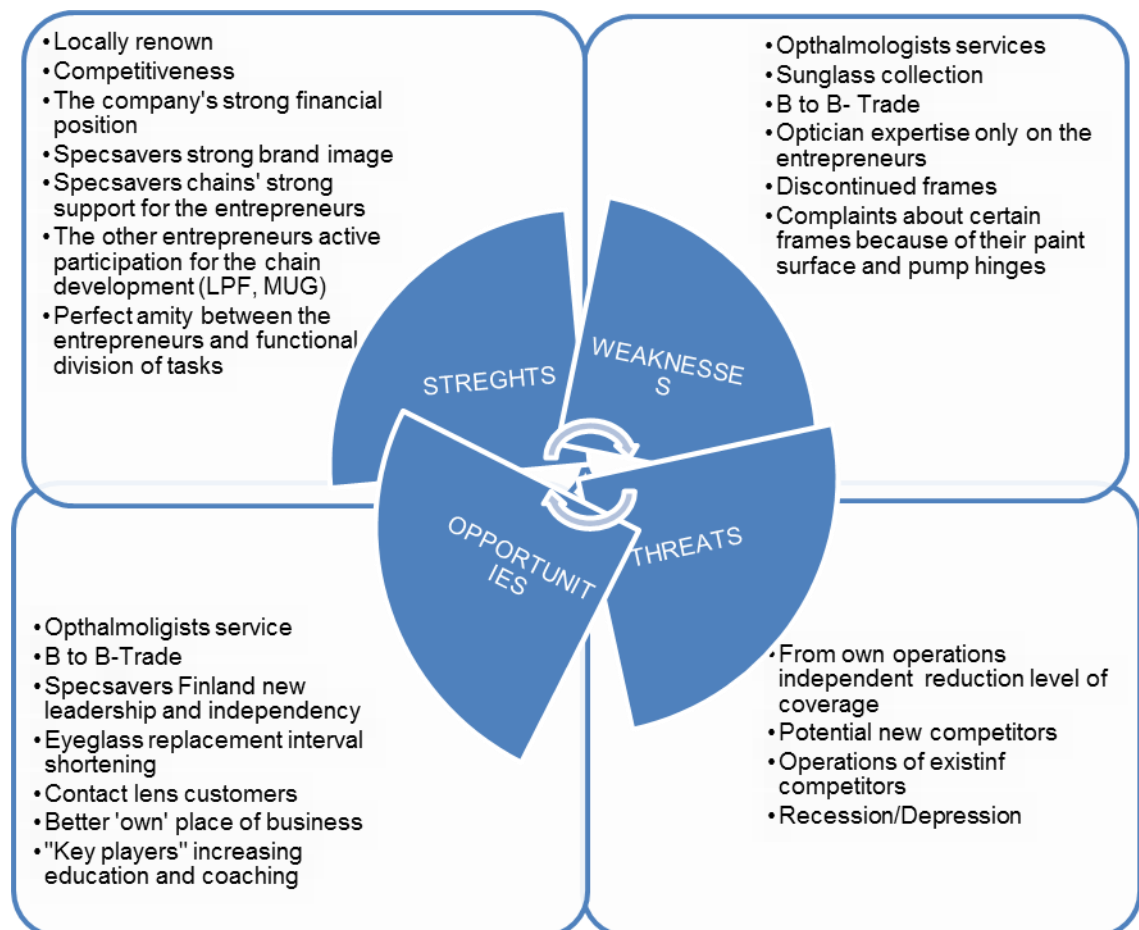 •Locally renown
•Competitiveness
•The company's strong financial
position
•Specsavers strong brand image
•Specsavers chains' strong
support for the entrepreneurs
•The other entrepreneurs active
participation for the chain
development (LPF, MUG)
•Perfect amity between the
entrepreneurs and functional
division of tasks
•Opthalmologists services
•Sunglass collection
•B to B- Trade
•Optician expertise only on the
entrepreneurs
•Discontinued frames
•Complaints about certain
frames because of their paint
surface and pump hinges
STREGHTS
WEAKNESSE
S
OPPORTUNIT
IES
THREATS
•Opthalmoligists service
•B to B-Trade
•Specsavers Finland new
leadership and independency
•Eyeglass replacement interval
shortening
•Contact lens customers
•Better 'own' place of business
•"Key players" increasing
education and coaching
•From own operations
independent reduction level of
coverage
•Potential new competitors
•Operations of existinf
competitors
•Recession/Depression